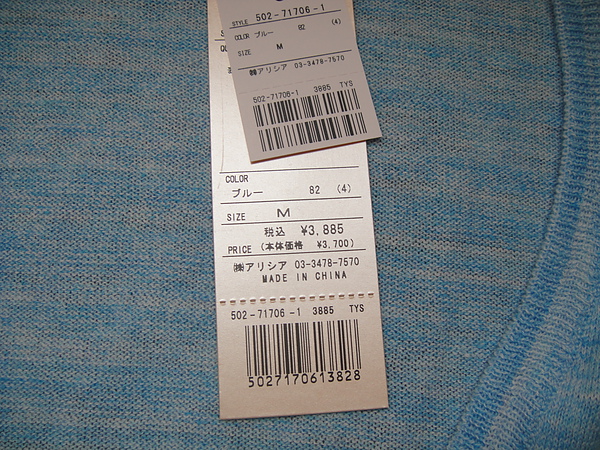 STYLE 502-71706-1
COLOR ブルー 82 (4)
SIZE M
㈱アリシア 03-3478-7570
502-71706-1 3885 TYS
COLOR
ブルー 82 (4)
SIZE M
税込 ¥3,885
PRICE (本体価格 ¥3,700)
㈱アリシア 03-3478-7570
MADE IN CHINA
502-71706-1 3885 TYS
5027170613828